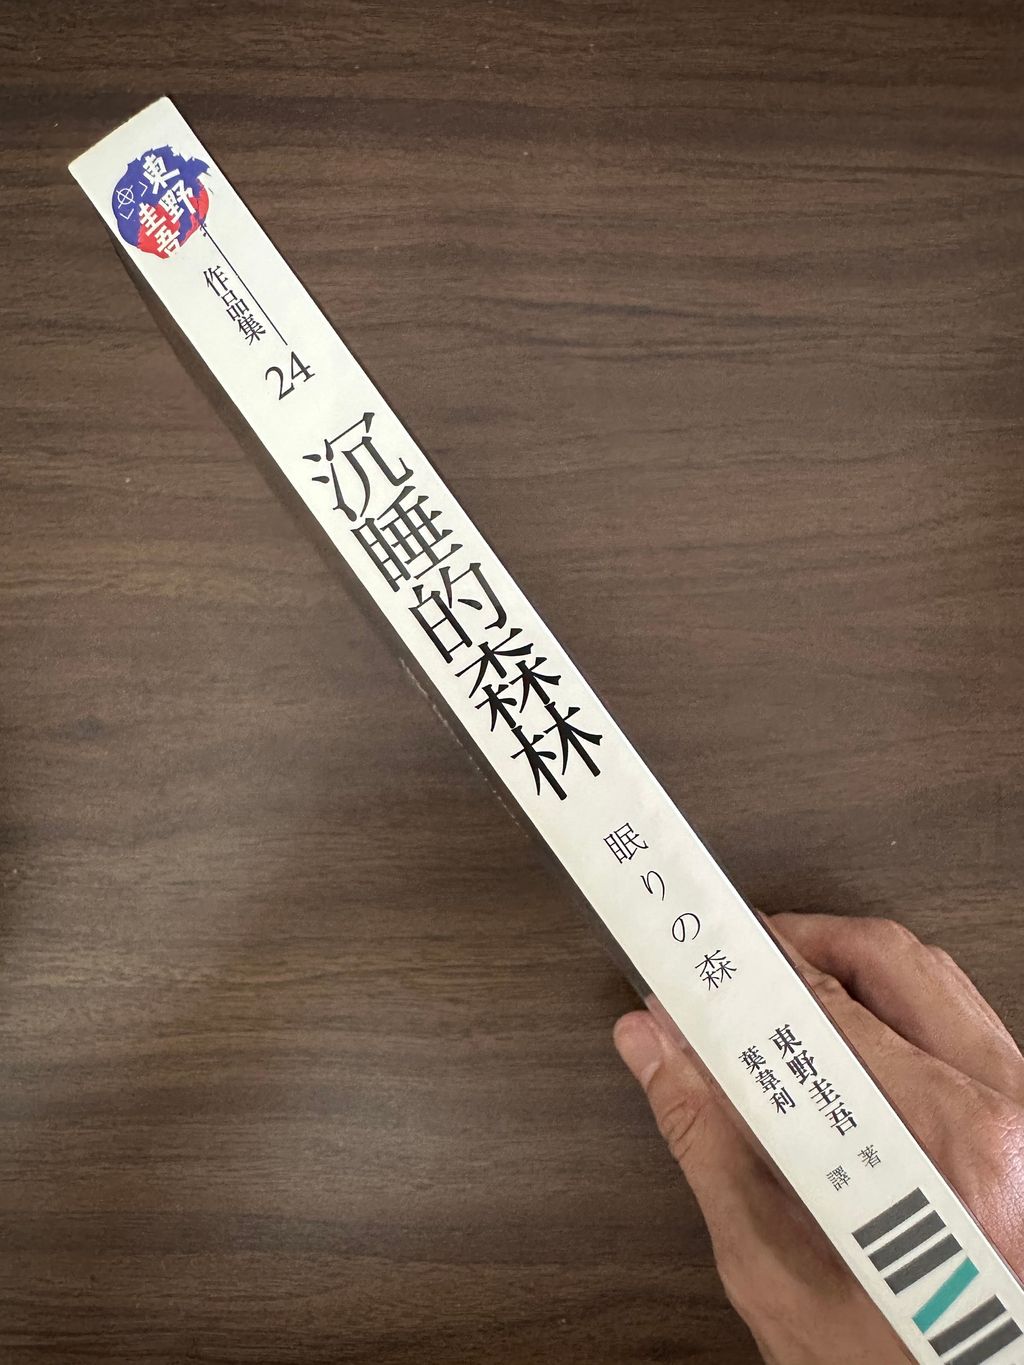 東野圭吾
作品集
24
沉睡的森林
眠りの森
東野圭吾 著
葉韋利 譯